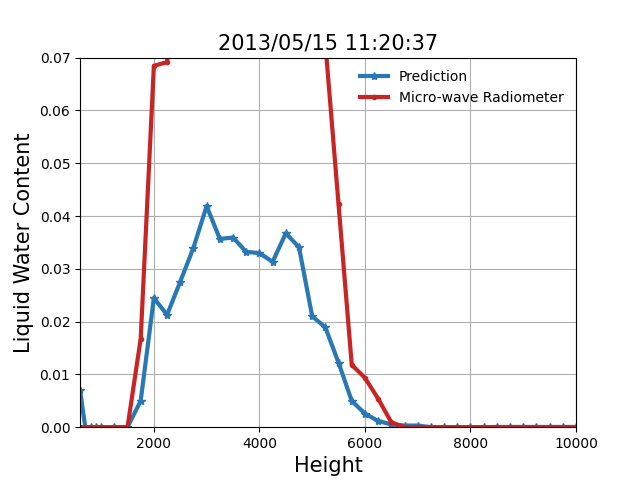 2013/05/15 11:20:37
Prediction
Micro-wave Radiometer
Liquid Water Content
0.07
0.06
0.05
0.04
0.03
0.02
0.01
0.00
2000 4000 6000 8000 10000
Height